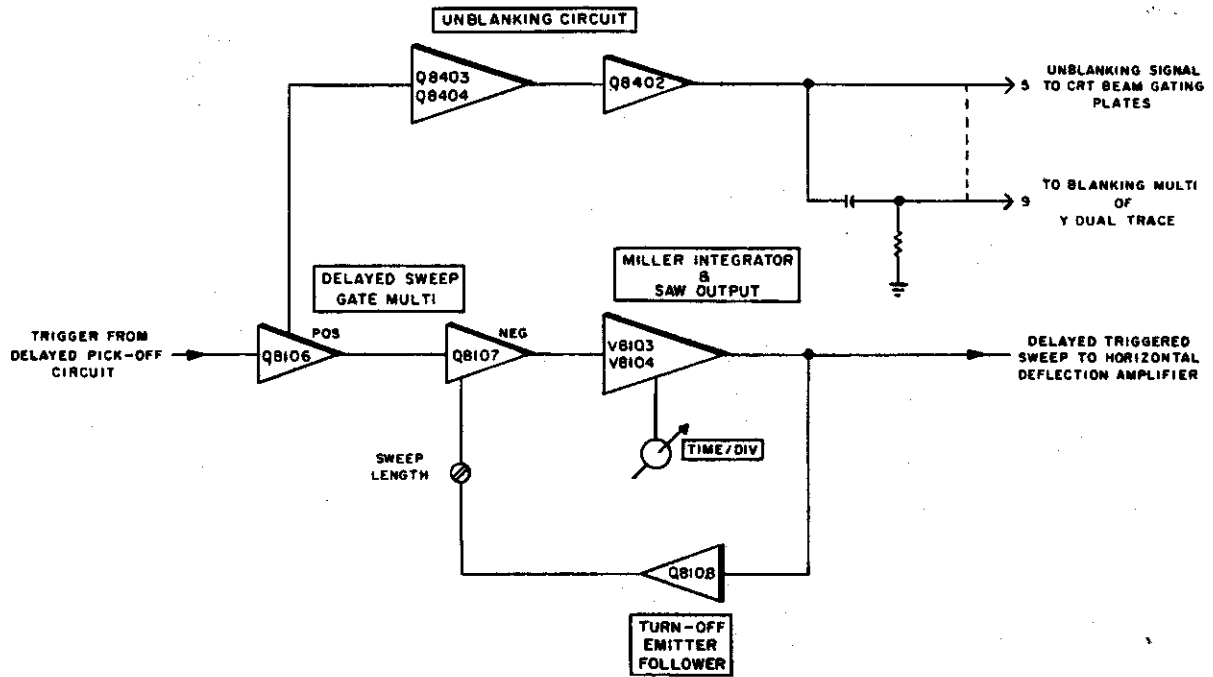 UNBLANKING CIRCUIT
Q8403
Q8404
Q8402
5
UNBLANKING SIGNAL
TO CRT BEAM GATING
PLATES
9
TO BLANKING MULTI
OF
Y DUAL TRACE
DELAYED SWEEP
GATE MULTI
MILLER INTEGRATOR
&
SAW OUTPUT
TRIGGER FROM
DELAYED PICK-OFF
CIRCUIT
Q8106
POS
Q8107
NEG
V8103
V8104
DELAYED TRIGGERED
SWEEP TO HORIZONTAL
DEFLECTION AMPLIFIER
SWEEP
LENGTH
TIME/DIV
Q8108
TURN-OFF
EMITTER
FOLLOWER